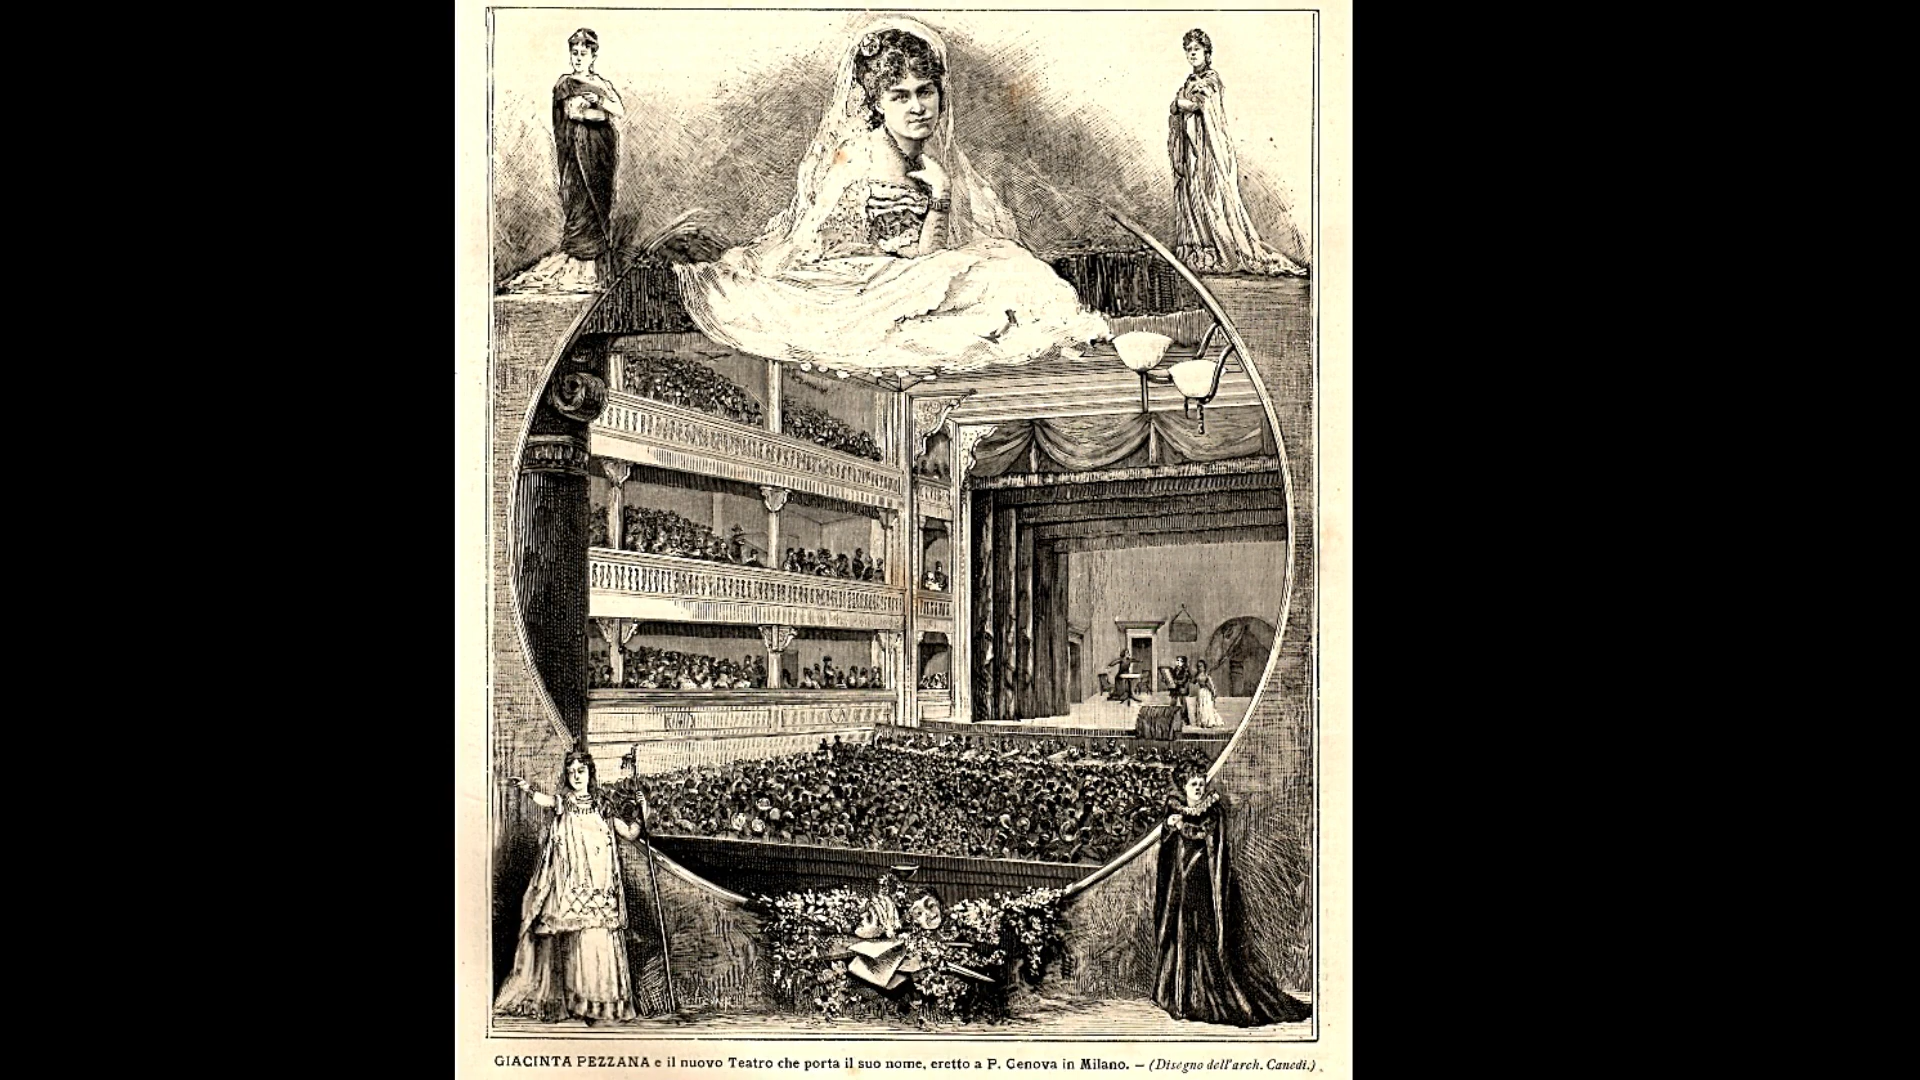 GIACINTA PEZZANA e il nuovo Teatro che porta il suo nome, eretto a P. Genova in Milano. — (Disegno dell'arch. Canedi.)